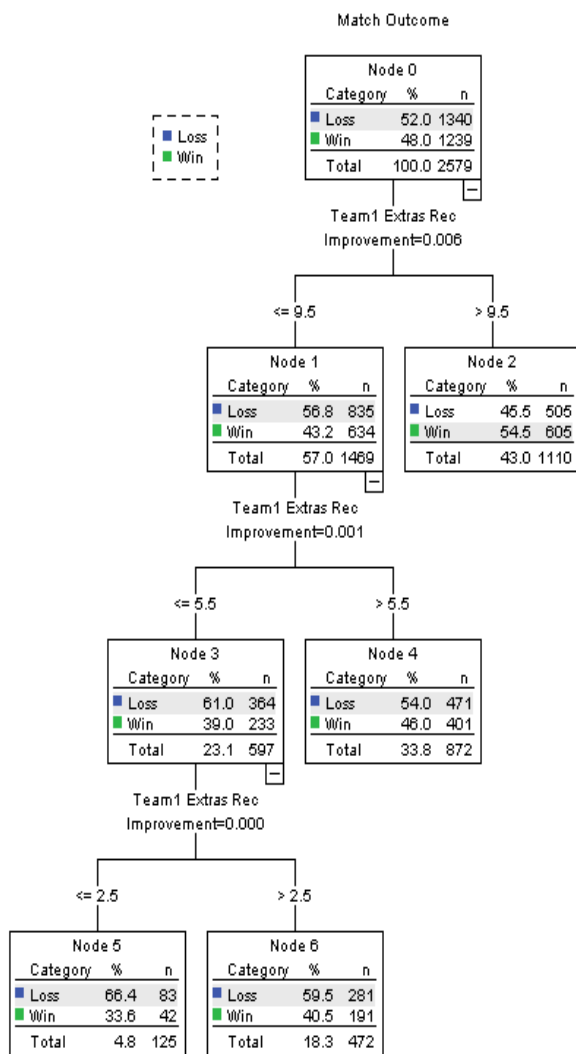 Match Outcome
Node 0
Category % n
Loss 52.0 1340
Win 48.0 1239
Total 100.0 2579
Loss
Win
Team1 Extras Rec
Improvement=0.006
<= 9.5 > 9.5
Node 1
Category % n
Loss 56.8 835
Win 43.2 634
Total 57.0 1469
Node 2
Category % n
Loss 45.5 505
Win 54.5 605
Total 43.0 1110
Team1 Extras Rec
Improvement=0.001
<= 5.5 > 5.5
Node 3
Category % n
Loss 61.0 364
Win 39.0 233
Total 23.1 597
Node 4
Category % n
Loss 54.0 471
Win 46.0 401
Total 33.8 872
Team1 Extras Rec
Improvement=0.000
<= 2.5 > 2.5
Node 5
Category % n
Loss 66.4 83
Win 33.6 42
Total 4.8 125
Node 6
Category % n
Loss 59.5 281
Win 40.5 191
Total 18.3 472